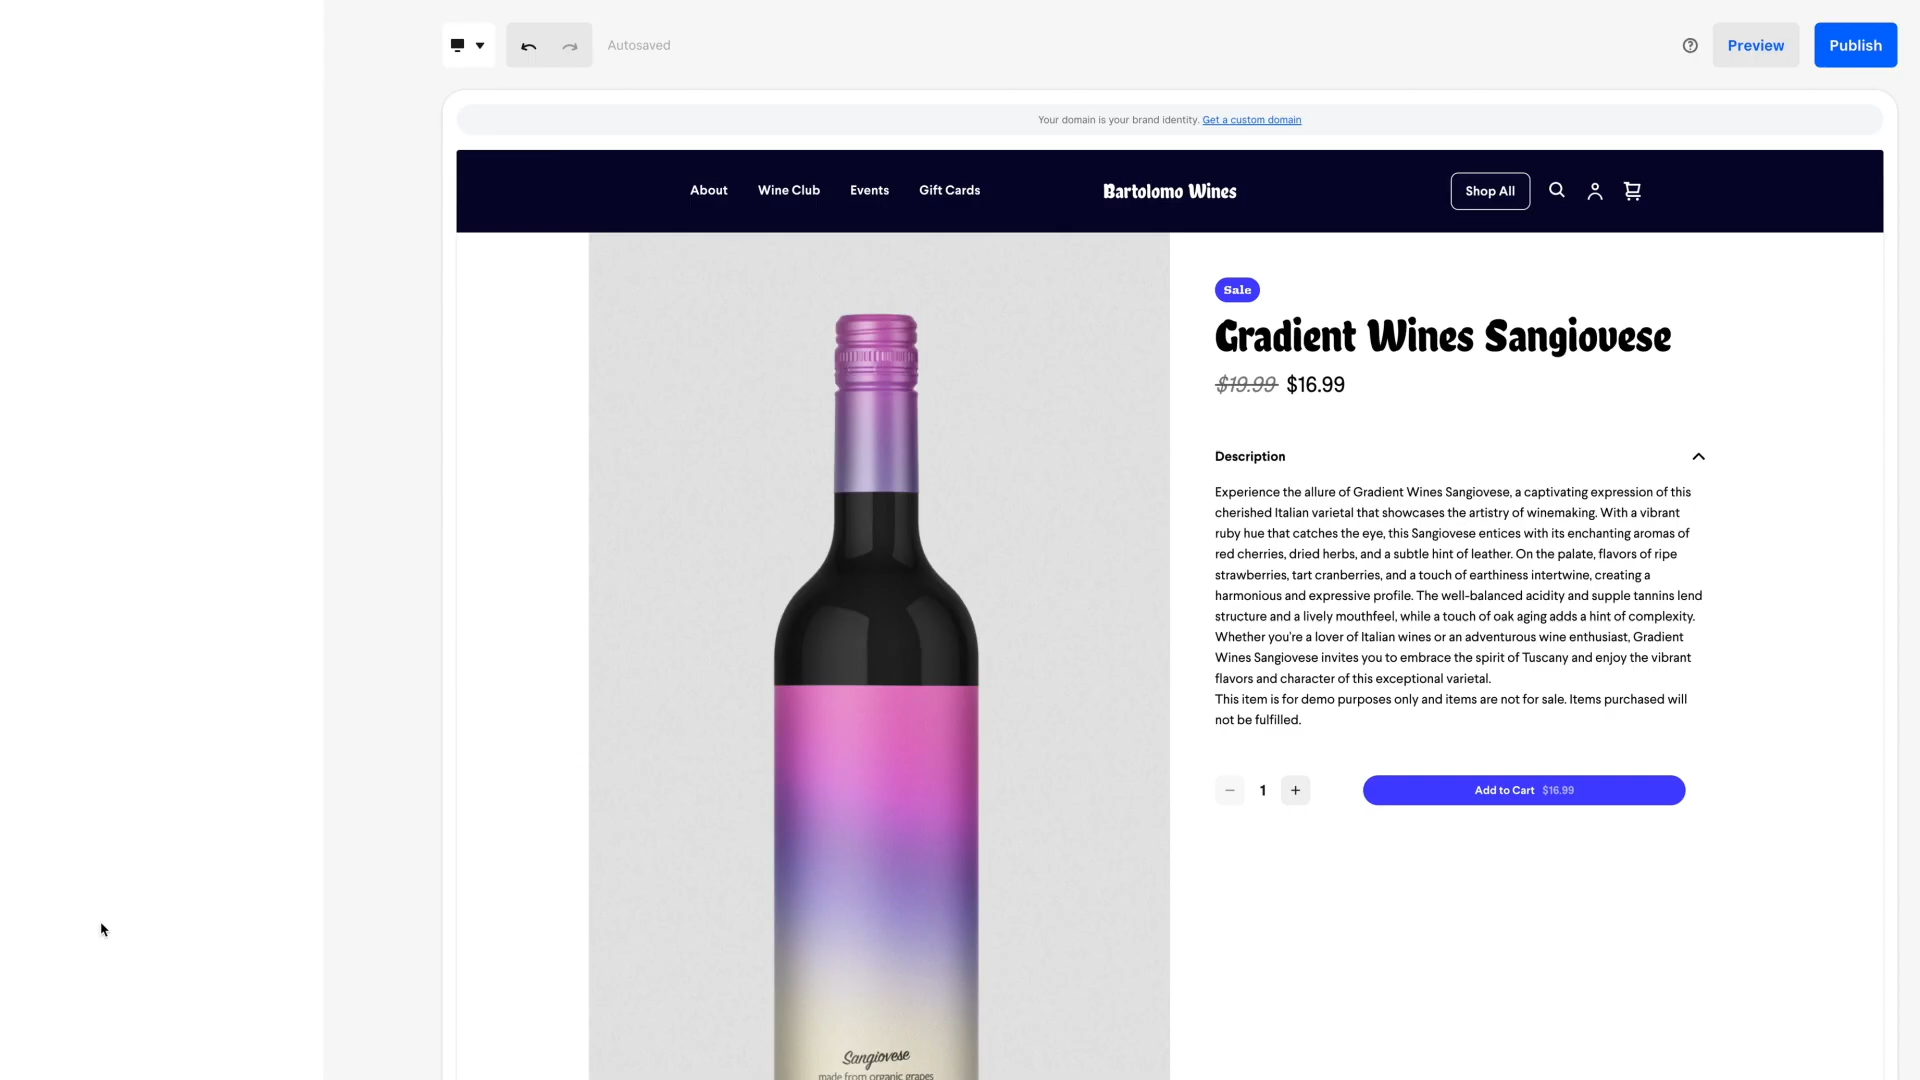 Autosaved
Preview
Publish
Your domain is your brand identity. Get a custom domain
About
Wine Club
Events
Gift Cards
Bartolomo Wines
Shop All
Sale
Gradient Wines Sangiovese
$19.99 $16.99
Description
Experience the allure of Gradient Wines Sangiovese, a captivating expression of this
cherished Italian varietal that showcases the artistry of winemaking. With a vibrant
ruby hue that catches the eye, this Sangiovese entices with its enchanting aromas of
red cherries, dried herbs, and a subtle hint of leather. On the palate, flavors of ripe
strawberries, tart cranberries, and a touch of earthiness intertwine, creating a
harmonious and expressive profile. The well-balanced acidity and supple tannins lend
structure and a lively mouthfeel, while a touch of oak aging adds a hint of complexity.
Whether you're a lover of Italian wines or an adventurous wine enthusiast, Gradient
Wines Sangiovese invites you to embrace the spirit of Tuscany and enjoy the vibrant
flavors and character of this exceptional varietal.
This item is for demo purposes only and items are not for sale. Items purchased will
not be fulfilled.
1
Add to Cart $16.99
Sangiovese
made from organic grapes